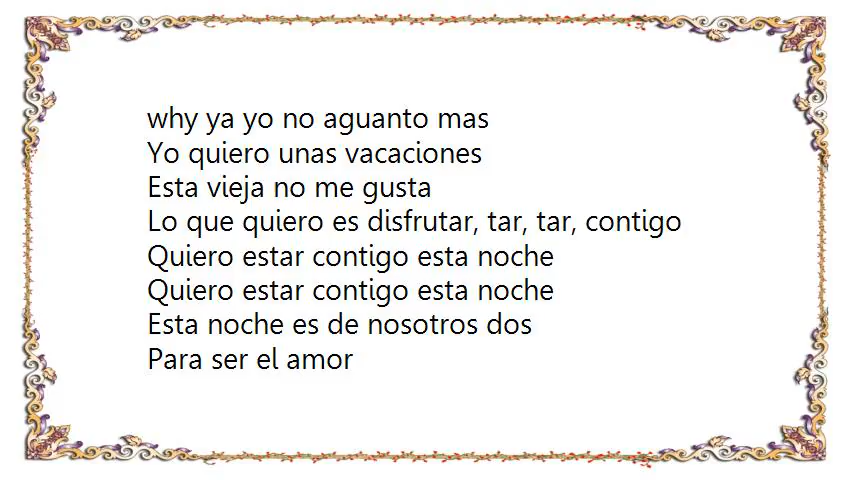 why ya yo no aguanto mas
Yo quiero unas vacaciones
Esta vieja no me gusta
Lo que quiero es disfrutar, tar, tar, contigo
Quiero estar contigo esta noche
Quiero estar contigo esta noche
Esta noche es de nosotros dos
Para ser el amor